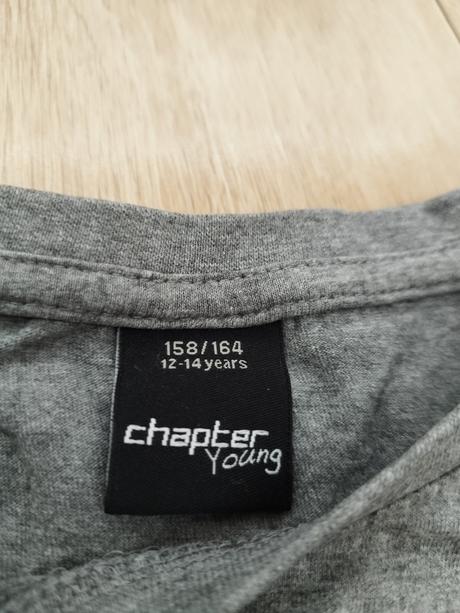 158/164
12-14 years
chapter
Young